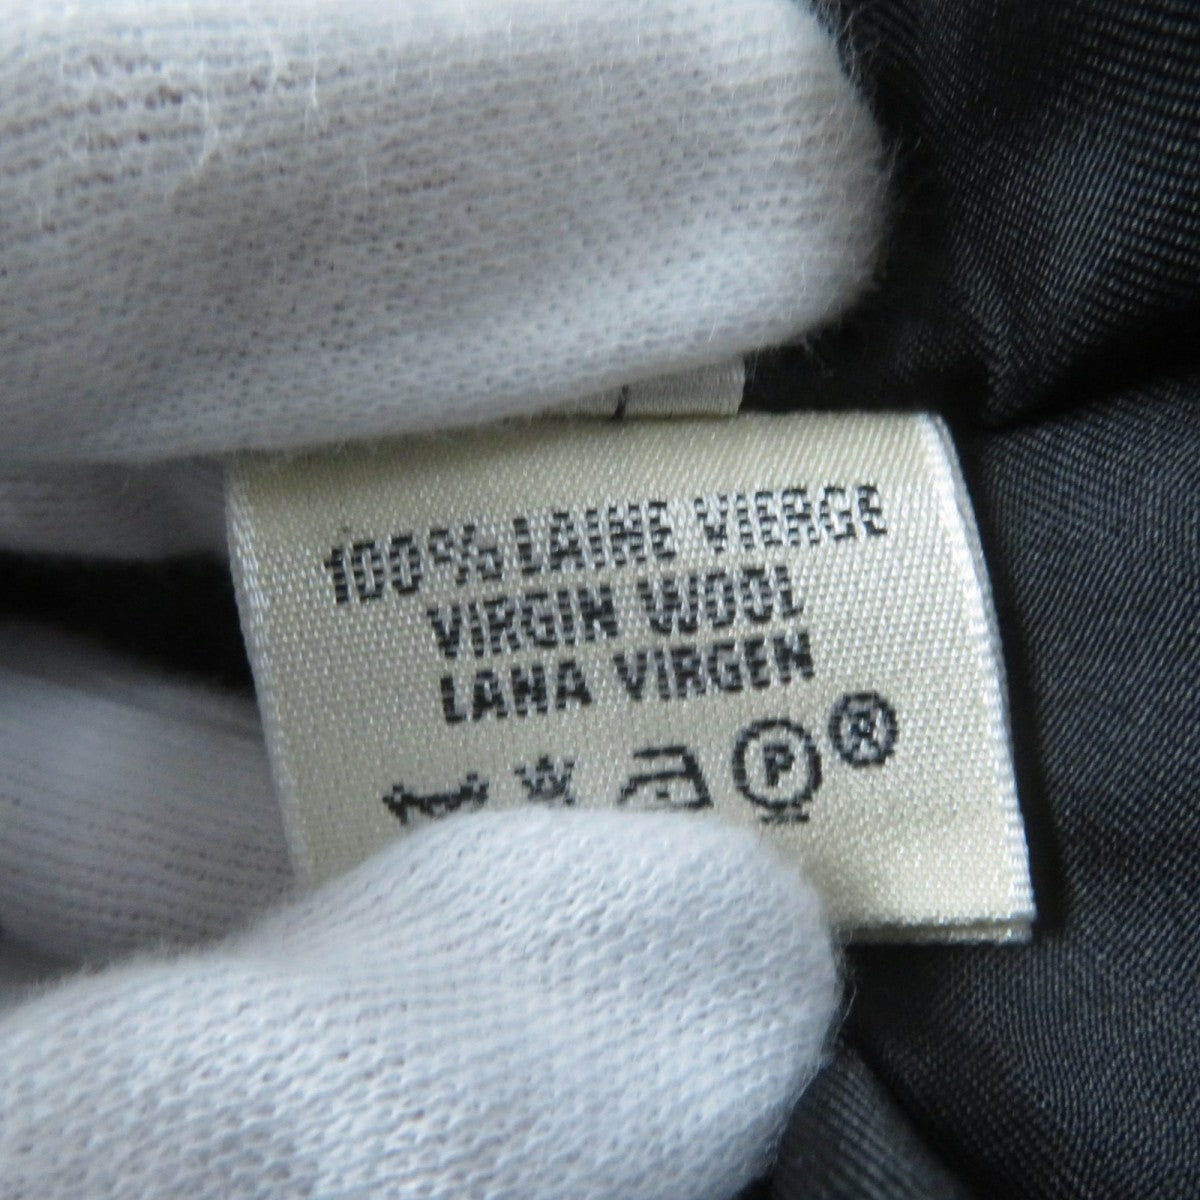 100% LAINE VIERGE
VIRGIN WOOL
LANA VIRGEN
P ®